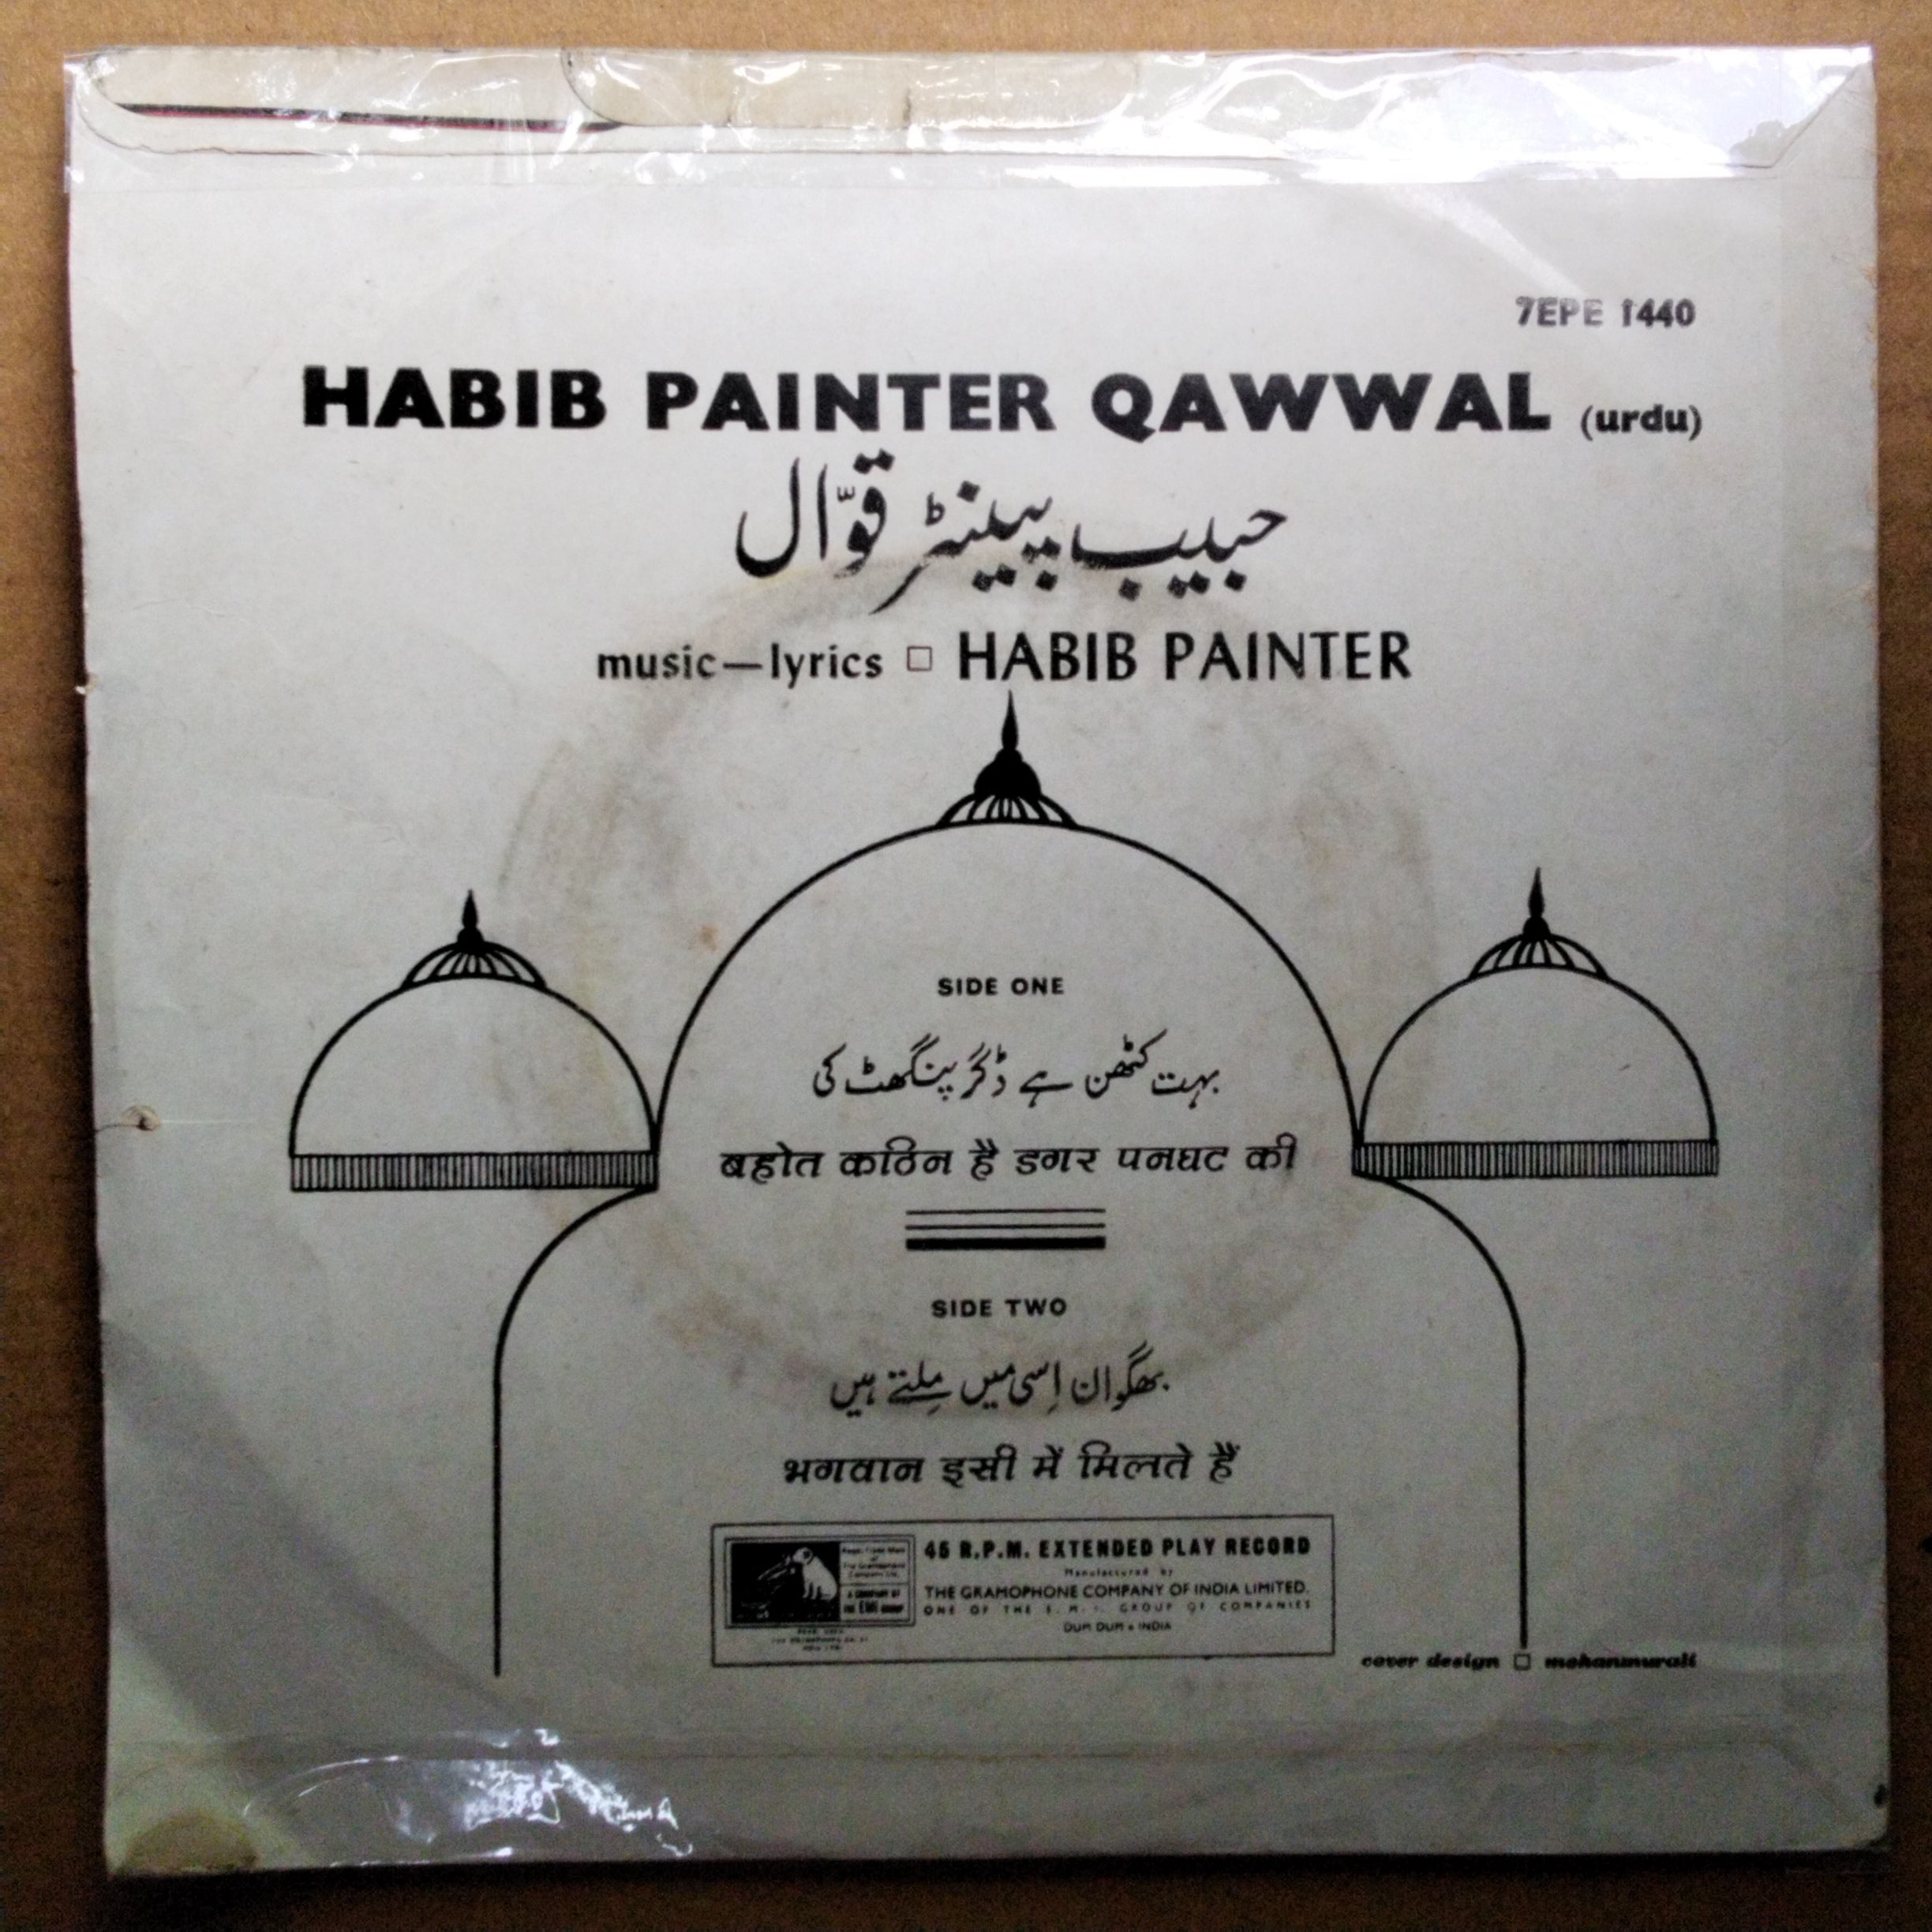 7EPE 1440
HABIB PAINTER QAWWAL (urdu)
حبیب پینٹر قوّال
music—lyrics □ HABIB PAINTER
SIDE ONE
بہت کٹھن ہے ڈگر پنگھٹ کی
बहोत कठिन है डगर पनघट की
SIDE TWO
بھگوان اِسی میں مِلتے ہیں
भगवान इसी में मिलते हैं
45 R.P.M. EXTENDED PLAY RECORD
Manufactured by
THE GRAMOPHONE COMPANY OF INDIA LIMITED.
ONE OF THE E.M.I. GROUP OF COMPANIES
DUM DUM • INDIA
cover design □ mohanmurali